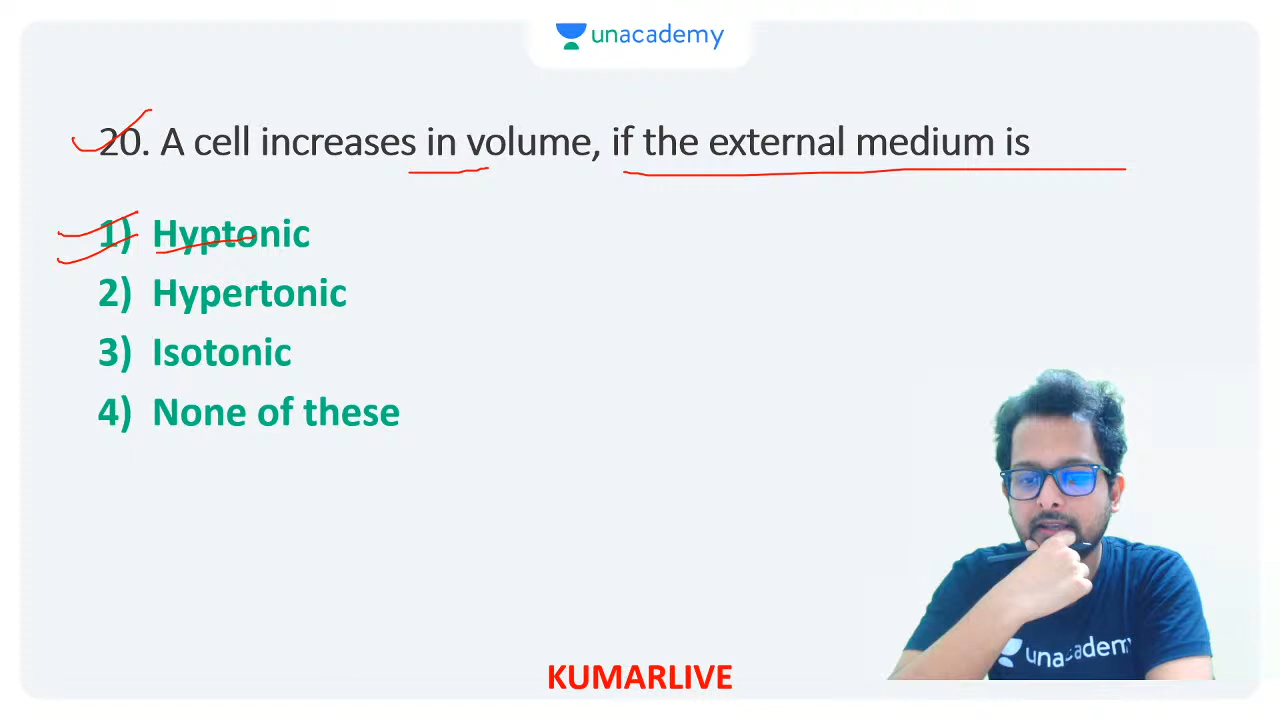 unacademy
20. A cell increases in volume, if the external medium is
1) Hyptonic
2) Hypertonic
3) Isotonic
4) None of these
unacademy
KUMARLIVE